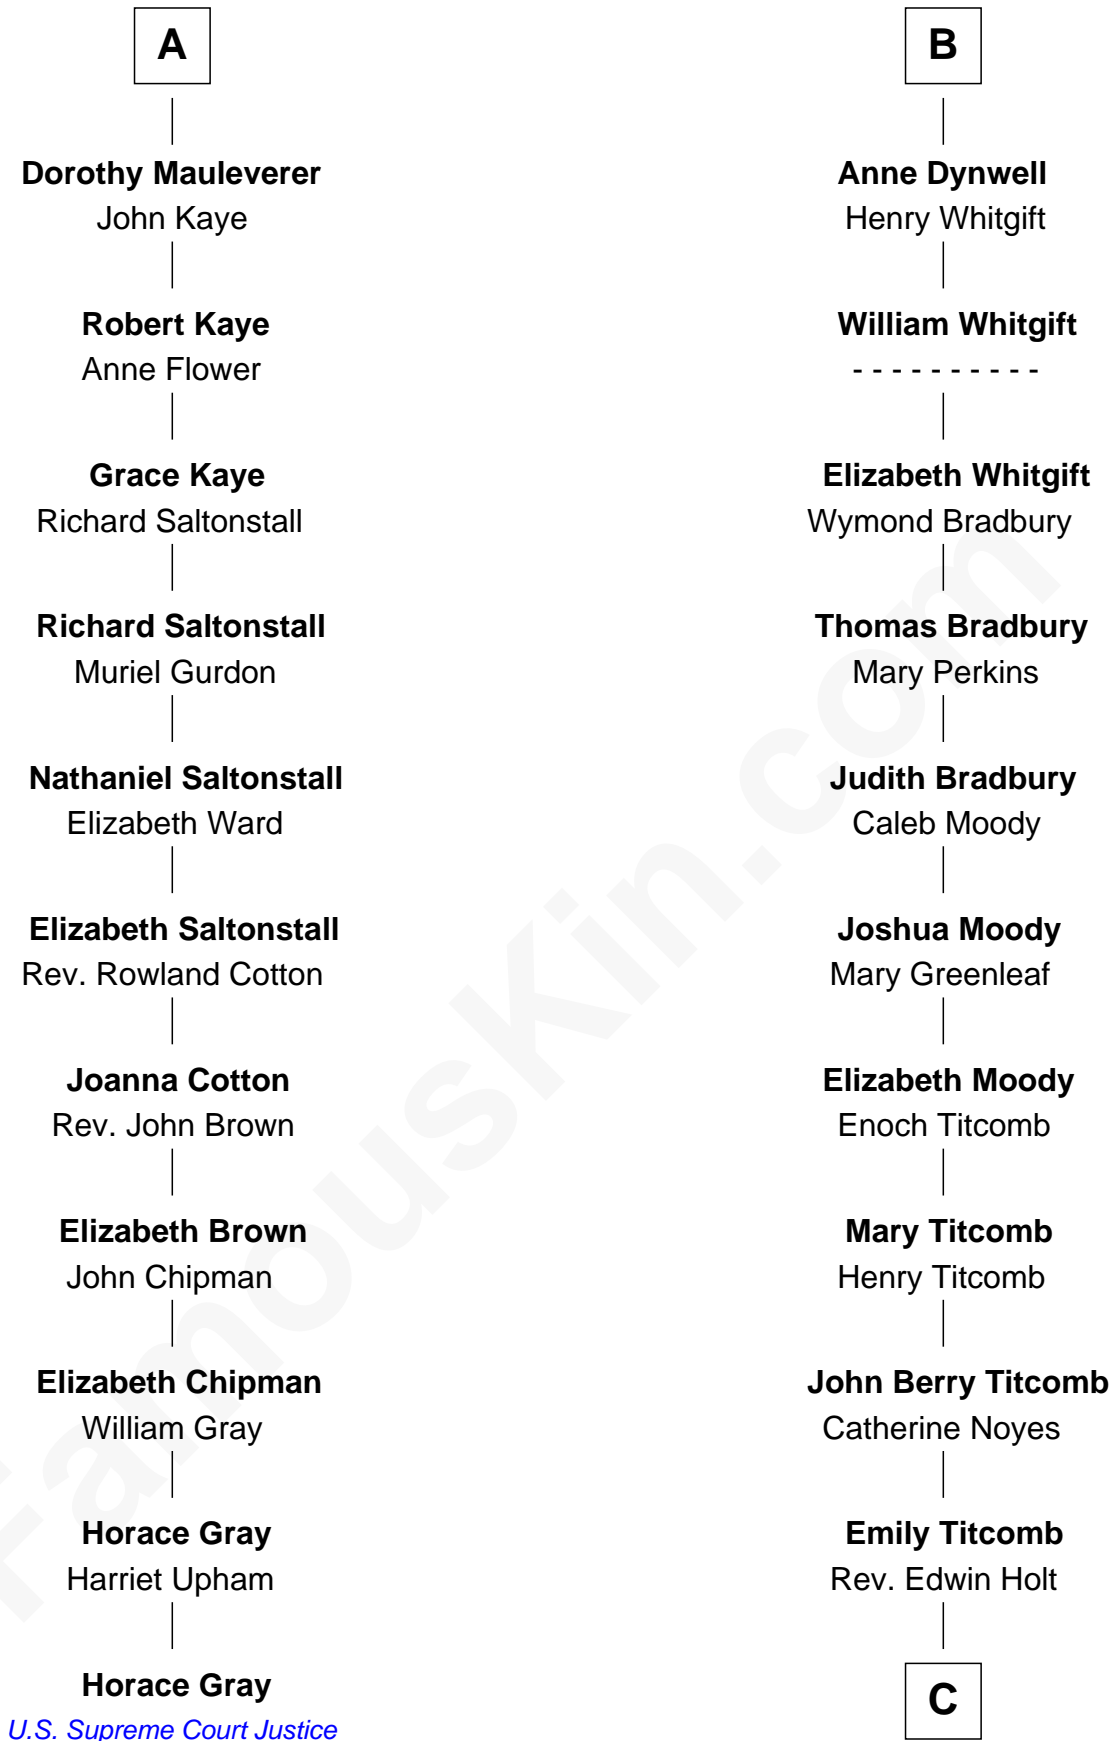 A
Dorothy Mauleverer
John Kaye
Robert Kaye
Anne Flower
Grace Kaye
Richard Saltonstall
Richard Saltonstall
Muriel Gurdon
Nathaniel Saltonstall
Elizabeth Ward
Elizabeth Saltonstall
Rev. Rowland Cotton
Joanna Cotton
Rev. John Brown
Elizabeth Brown
John Chipman
Elizabeth Chipman
William Gray
Horace Gray
Harriet Upham
Horace Gray
U.S. Supreme Court Justice
B
Anne Dynwell
Henry Whitgift
William Whitgift
- - - - - - - - - -
Elizabeth Whitgift
Wymond Bradbury
Thomas Bradbury
Mary Perkins
Judith Bradbury
Caleb Moody
Joshua Moody
Mary Greenleaf
Elizabeth Moody
Enoch Titcomb
Mary Titcomb
Henry Titcomb
John Berry Titcomb
Catherine Noyes
Emily Titcomb
Rev. Edwin Holt
C
FamousKin.com